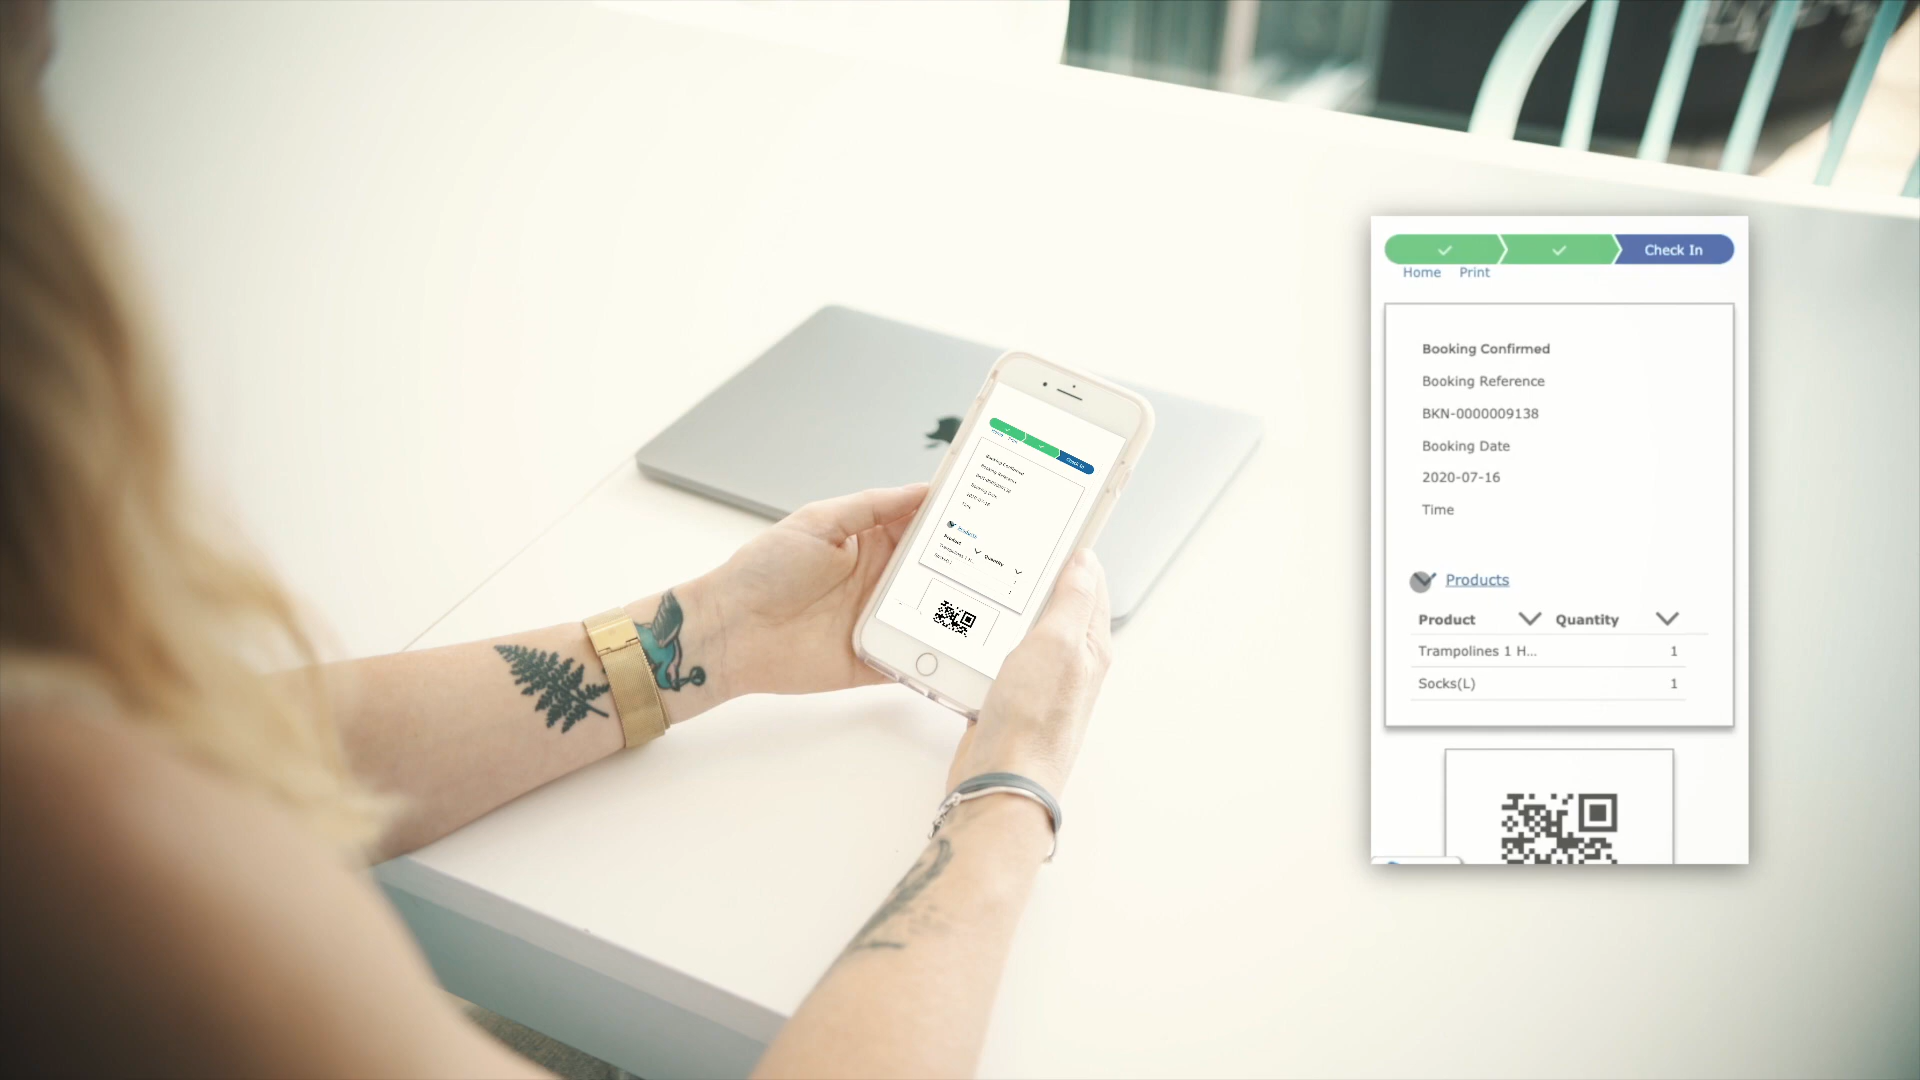 Check In
Home Print
Booking Confirmed
Booking Reference
BKN-0000009138
Booking Date
2020-07-16
Time
Products
Product Quantity
Trampolines 1 H... 1
Socks(L) 1